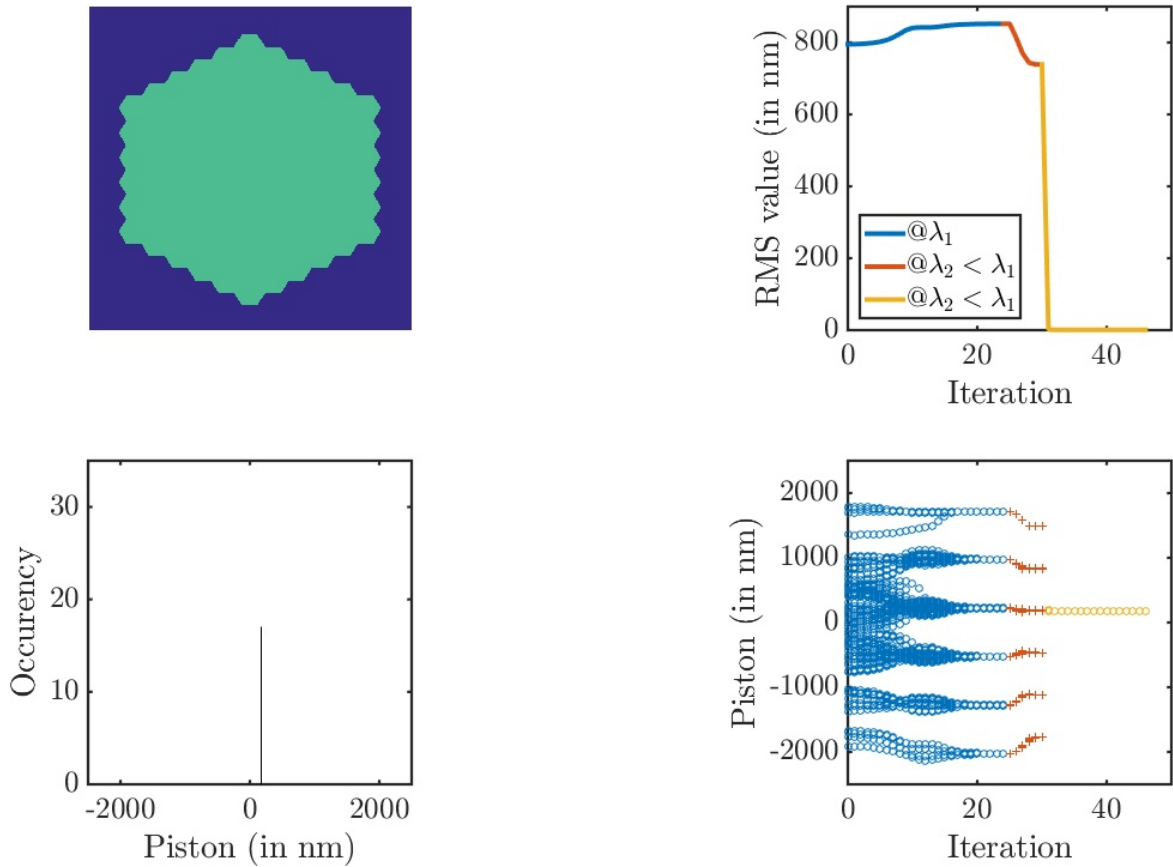 800
600
400
200
0
RMS value (in nm)
@λ₁
@λ₂ < λ₁
@λ₂ < λ₁
0 20 40
Iteration
30
20
10
0
Occurency
-2000 0 2000
Piston (in nm)
2000
1000
0
-1000
-2000
Piston (in nm)
0 20 40
Iteration